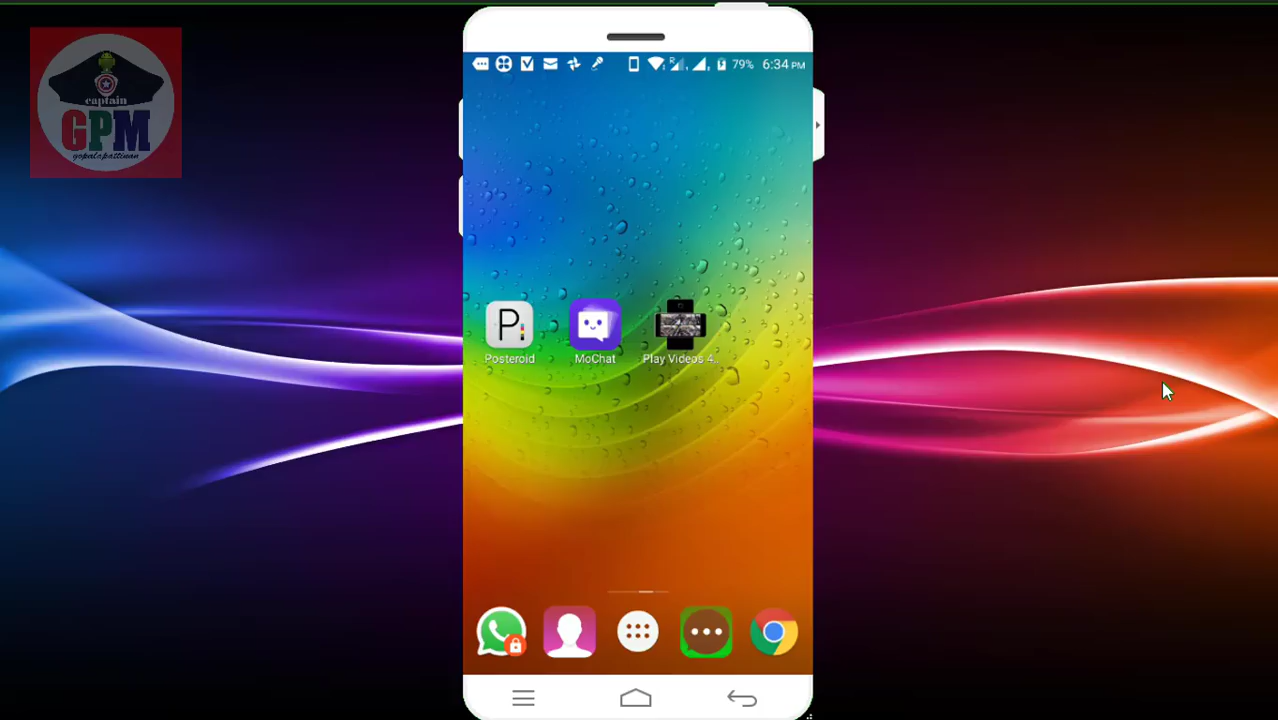 captain
GPM
gopalapattinam
79% 6:34 PM
Posteroid
MoChat
Play Videos 4..